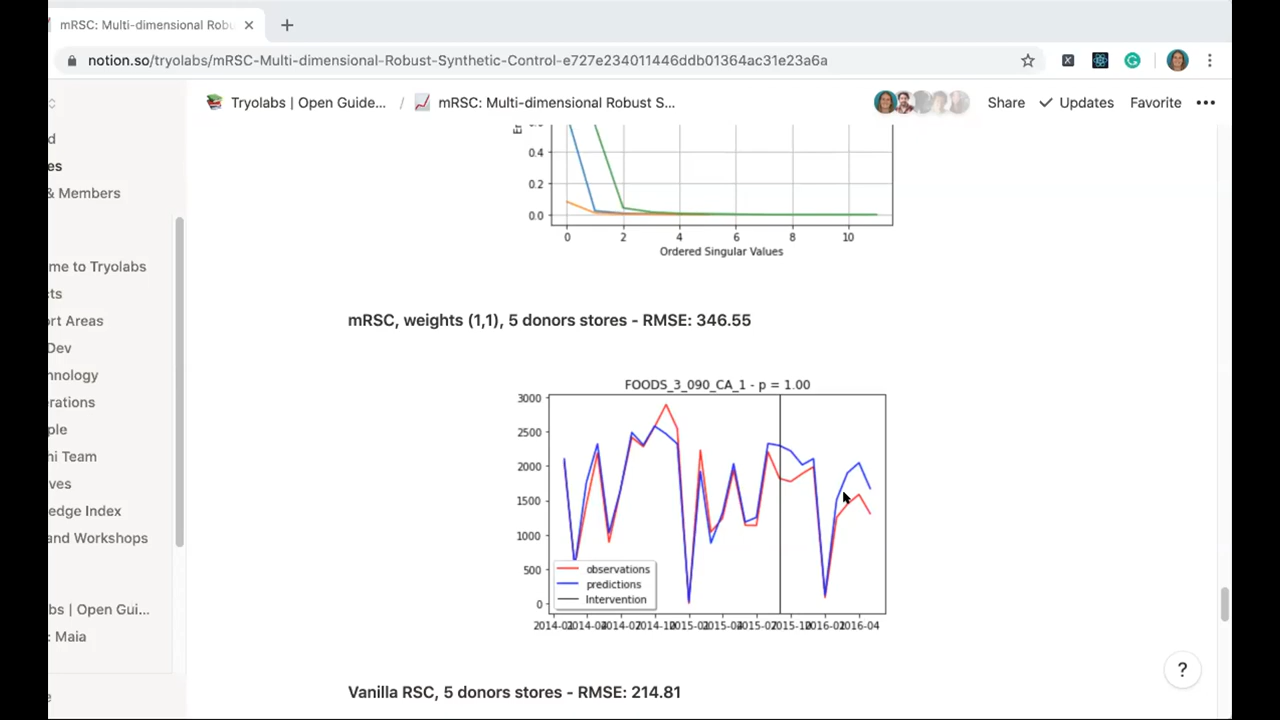 mRSC: Multi-dimensional Robu
notion.so/tryolabs/mRSC-Multi-dimensional-Robust-Synthetic-Control-e727e234011446ddb01364ac31e23a6a
Tryolabs | Open Guide... / mRSC: Multi-dimensional Robust S...
Share Updates Favorite
d
es
& Members
me to Tryolabs
cts
ort Areas
Dev
hnology
erations
ple
ni Team
ves
edge Index
and Workshops
bs | Open Gui...
: Maia
0.4
0.2
0.0
0 2 4 6 8 10
Ordered Singular Values
mRSC, weights (1,1), 5 donors stores - RMSE: 346.55
FOODS_3_090_CA_1 - p = 1.00
3000
2500
2000
1500
1000
500
0
observations
predictions
Intervention
2016-04
Vanilla RSC, 5 donors stores - RMSE: 214.81
?